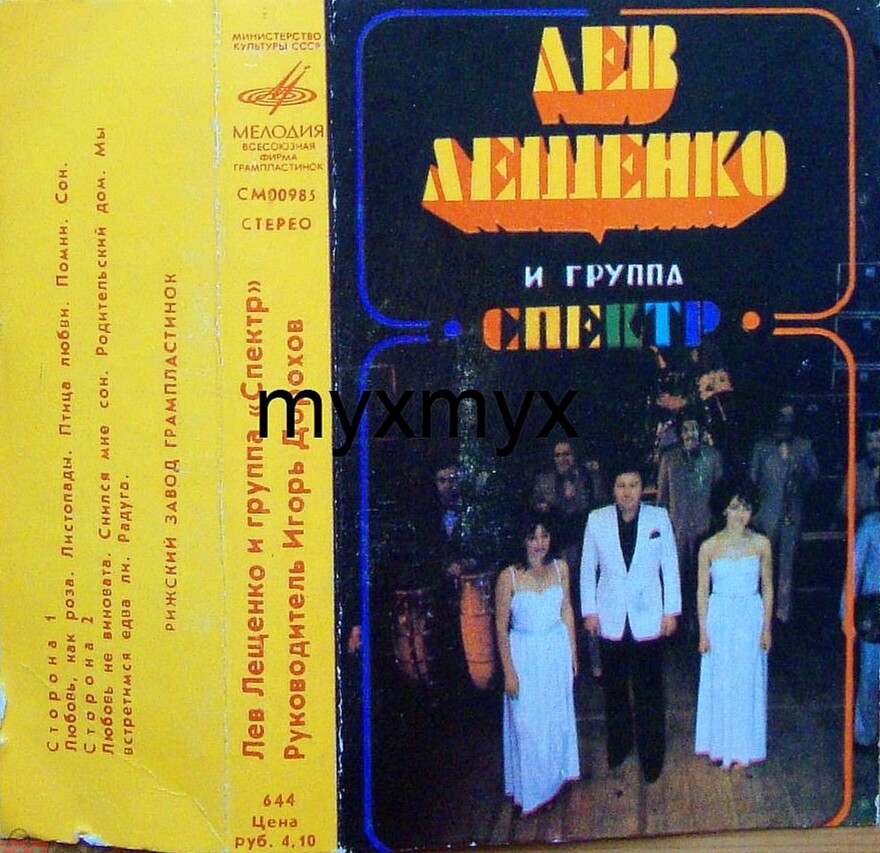 Сторона 1
Любовь, как роза. Листопады. Птица любви. Помни. Сон.
Сторона 2
Любовь не виновата. Снился мне сон. Родительский дом. Мы
встретимся едва ли. Радуга.
РИЖСКИЙ ЗАВОД ГРАМПЛАСТИНОК
МИНИСТЕРСТВО
КУЛЬТУРЫ СССР
МЕЛОДИЯ
ВСЕСОЮЗНАЯ
ФИРМА
ГРАМПЛАСТИНОК
СМ00985
СТЕРЕО
Лев Лещенко и группа «Спектр»
Руководитель Игорь Дорохов
644
Цена
руб. 4,10
ЛЕВ
ЛЕЩЕНКО
И ГРУППА
СПЕКТР
myxmyx